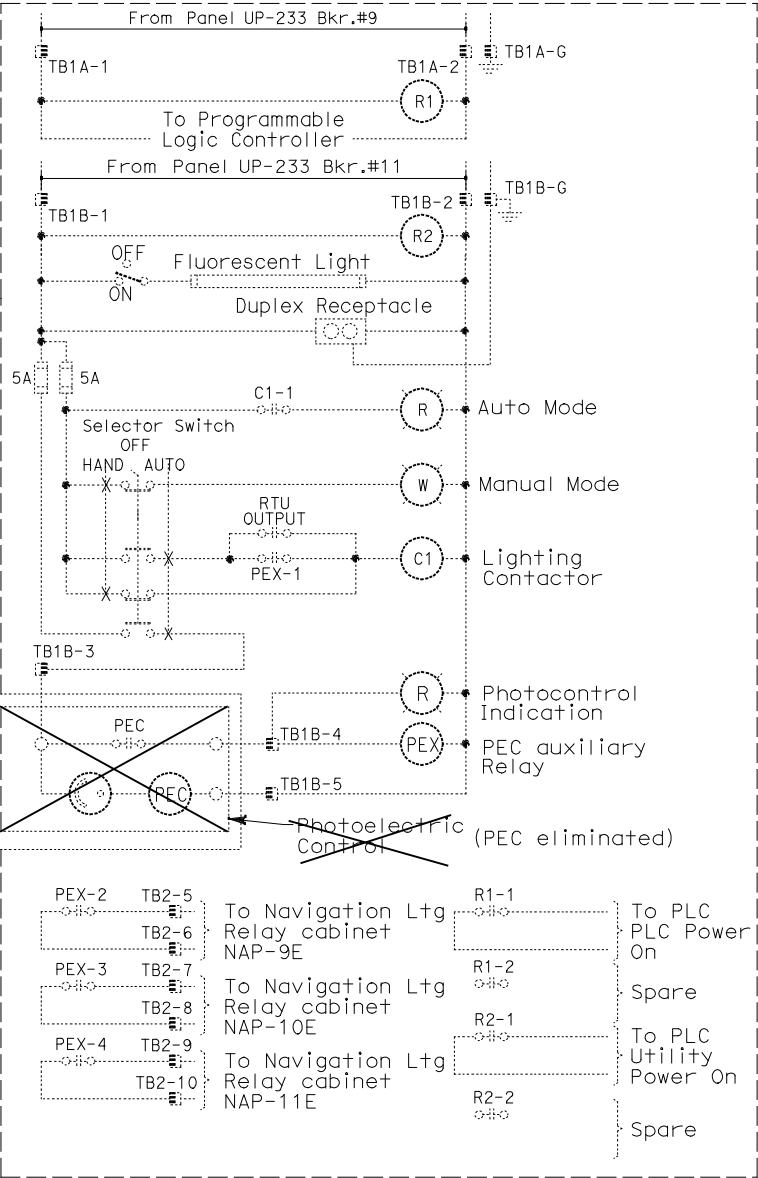 From Panel UP-233 Bkr.#9
TB1A-1
TB1A-2
TB1A-G
R1
To Programmable
Logic Controller
From Panel UP-233 Bkr.#11
TB1B-1
TB1B-2
TB1B-G
R2
OFF
ON
Fluorescent Light
Duplex Receptacle
5A
5A
C1-1
R
Auto Mode
Selector Switch
OFF
HAND
AUTO
W
Manual Mode
RTU
OUTPUT
PEX-1
C1
Lighting
Contactor
TB1B-3
R
Photocontrol
Indication
PEC
TB1B-4
PEX
PEC auxiliary
Relay
PEC
TB1B-5
Photoelectric
Control
(PEC eliminated)
PEX-2
TB2-5
TB2-6
To Navigation Ltg
Relay cabinet
NAP-9E
PEX-3
TB2-7
TB2-8
To Navigation Ltg
Relay cabinet
NAP-10E
PEX-4
TB2-9
TB2-10
To Navigation Ltg
Relay cabinet
NAP-11E
R1-1
To PLC
PLC Power
On
R1-2
Spare
R2-1
To PLC
Utility
Power On
R2-2
Spare